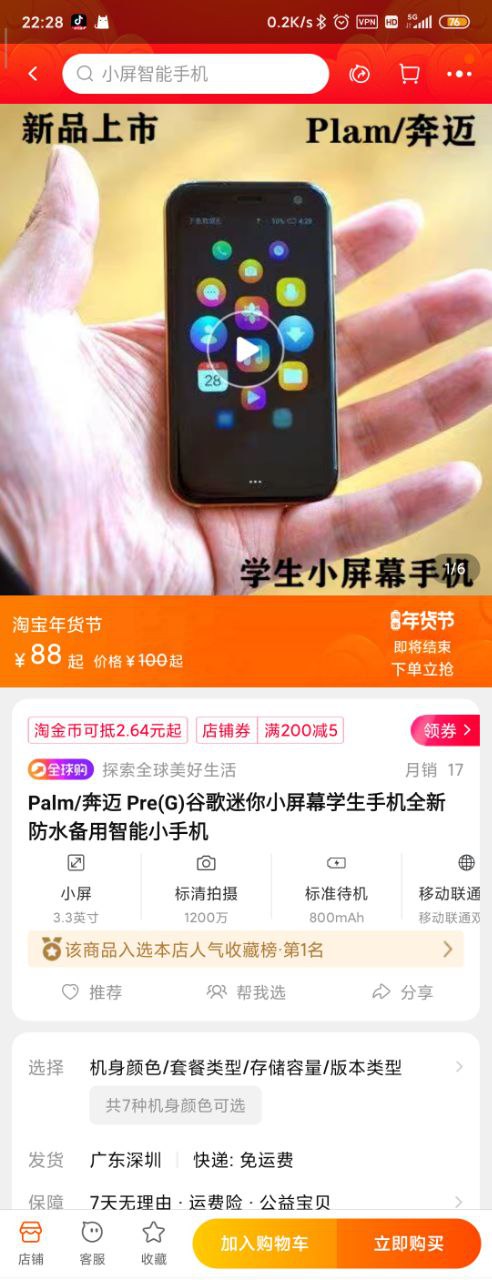 22:28
0.2K/s VPN HD 5G 76
小屏智能手机
新品上市
Plam/奔迈
10% 4:28
28
学生小屏幕手机
1/6
淘宝年货节
¥88起 价格¥100起
淘宝年货节
即将结束
下单立抢
淘金币可抵2.64元起 店铺券 满200减5
领券
全球购 探索全球美好生活
月销 17
Palm/奔迈 Pre(G)谷歌迷你小屏幕学生手机全新
防水备用智能小手机
小屏 标清拍摄 标准待机 移动联通
3.3英寸 1200万 800mAh 移动联通双
该商品入选本店人气收藏榜·第1名
推荐 帮我选 分享
选择 机身颜色/套餐类型/存储容量/版本类型
共7种机身颜色可选
发货 广东深圳 快递: 免运费
保障 7天无理由 · 运费险 · 公益宝贝
店铺 客服 收藏 加入购物车 立即购买